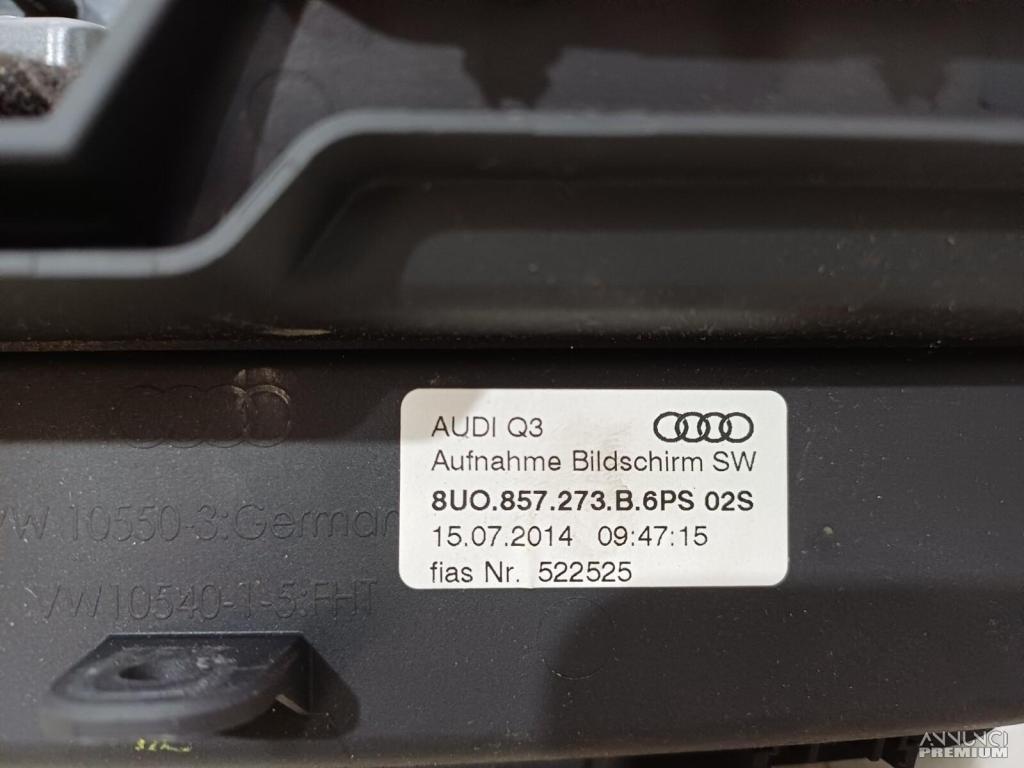 AUDI Q3
Aufnahme Bildschirm SW
8UO.857.273.B.6PS 02S
15.07.2014 09:47:15
fias Nr. 522525
VW 10550-3:German
VW10540-1-5:FHT
ANNUNCI
PREMIUM